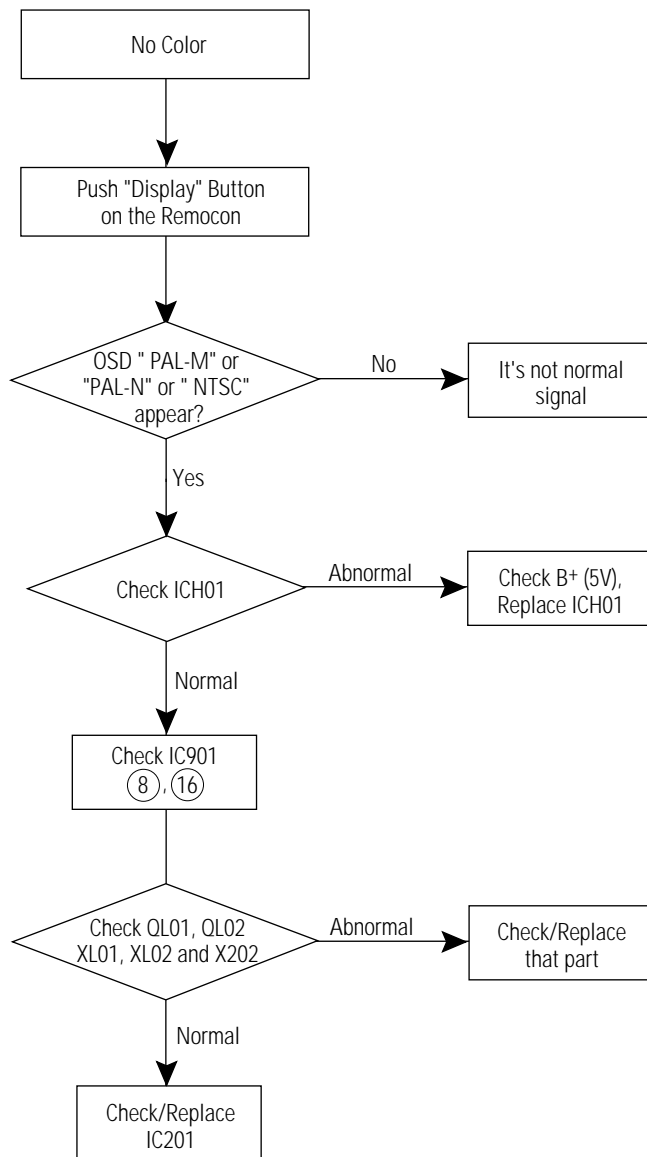 No Color
Push "Display" Button
on the Remocon
OSD " PAL-M" or
"PAL-N" or " NTSC"
appear?
No
It's not normal
signal
Yes
Check ICH01
Abnormal
Check B+ (5V),
Replace ICH01
Normal
Check IC901
8 , 16
Check QL01, QL02
XL01, XL02 and X202
Abnormal
Check/Replace
that part
Normal
Check/Replace
IC201